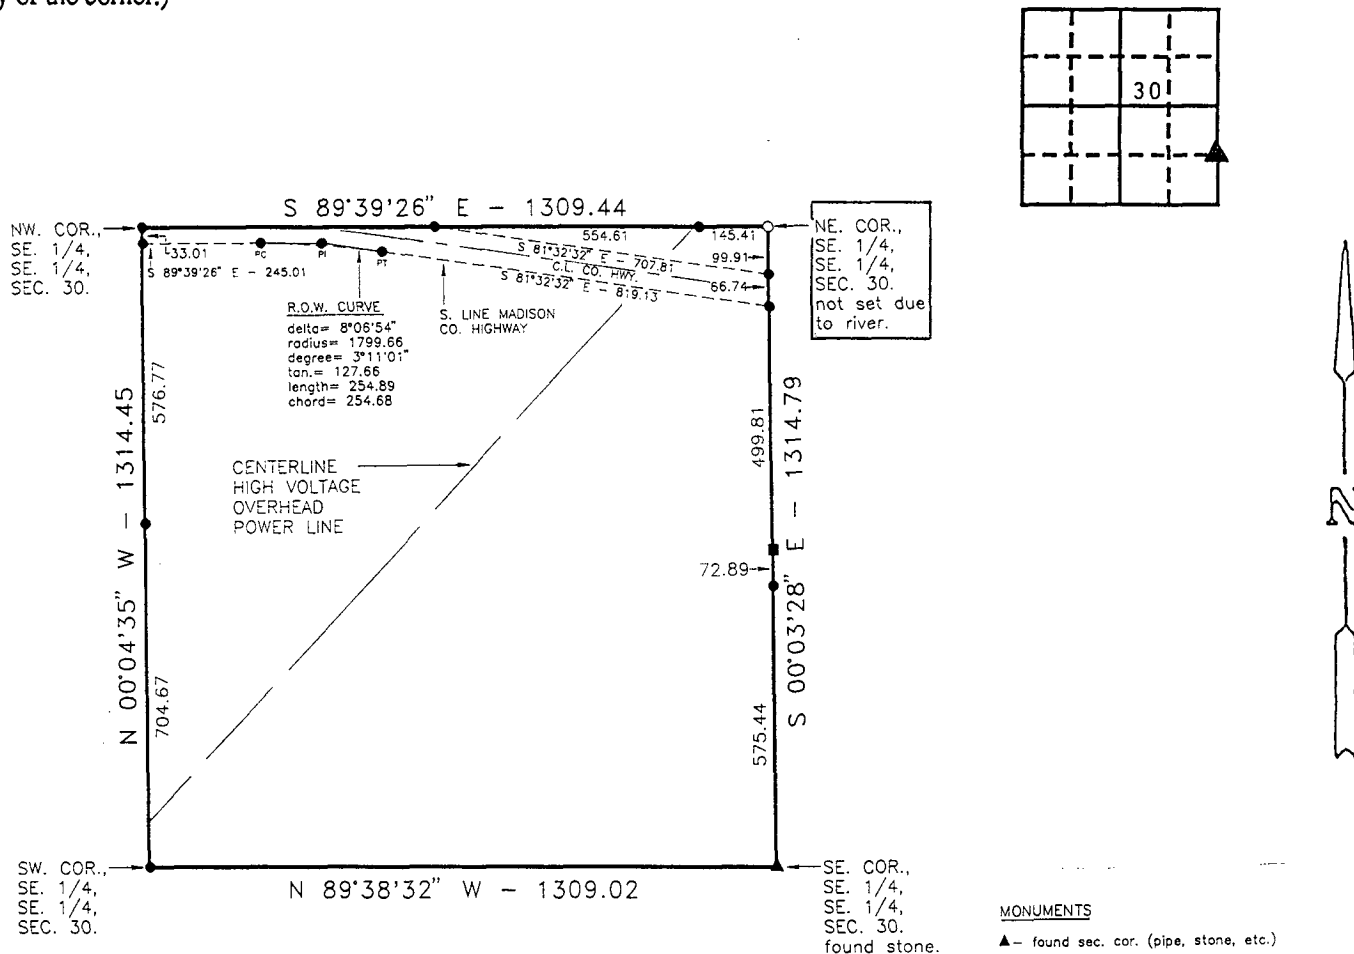 y of the corner.)
30
S 89°39'26" E - 1309.44
NW. COR.,
SE. 1/4,
SE. 1/4,
SEC. 30.
33.01
S 89°39'26" E - 245.01
PC
PI
PT
554.61
145.41
S 81°32'32" E - 707.81
C.L. CO. HWY.
S 81°32'32" E - 819.13
99.91
66.74
NE. COR.,
SE. 1/4,
SE. 1/4,
SEC. 30.
not set due
to river.
R.O.W. CURVE
delta= 8°06'54"
radius= 1799.66
degree= 3°11'01"
tan.= 127.66
length= 254.89
chord= 254.68
S. LINE MADISON
CO. HIGHWAY
N 00°04'35" W - 1314.45
576.77
704.67
CENTERLINE
HIGH VOLTAGE
OVERHEAD
POWER LINE
499.81
72.89
575.44
S 00°03'28" E - 1314.79
N
SW. COR.,
SE. 1/4,
SE. 1/4,
SEC. 30.
N 89°38'32" W - 1309.02
SE. COR,
SE. 1/4,
SE. 1/4,
SEC. 30.
found stone.
MONUMENTS
▲ - found sec. cor. (pipe, stone, etc.)